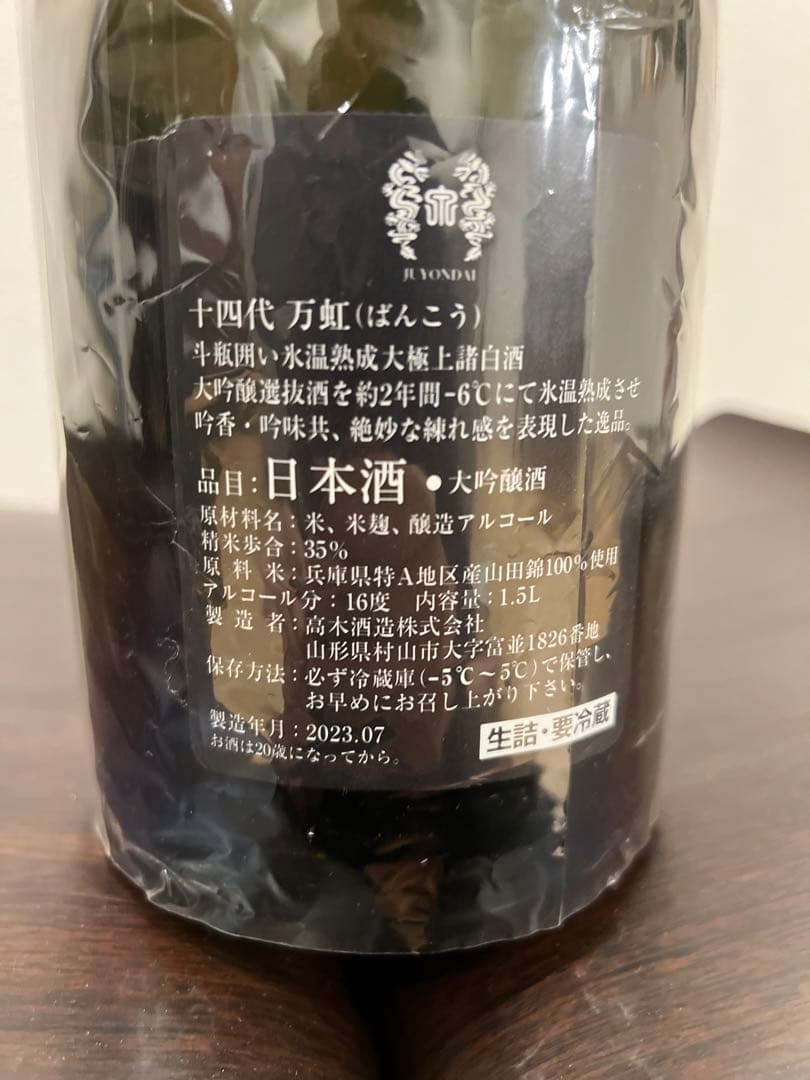 JUYONDAI
十四代 万虹(ばんこう)
斗瓶囲い氷温熟成大極上諸白酒
大吟醸選抜酒を約2年間-6℃にて氷温熟成させ
吟香・吟味共、絶妙な練れ感を表現した逸品。
品目:日本酒 ●大吟醸酒
原材料名:米、米麹、醸造アルコール
精米歩合:35%
原料米:兵庫県特A地区産山田錦100%使用
アルコール分:16度 内容量:1.5L
製造者:高木酒造株式会社
山形県村山市大字富並1826番地
保存方法:必ず冷蔵庫(-5℃~5℃)で保管し、
お早めにお召し上がり下さい。
製造年月:2023.07
生詰・要冷蔵
お酒は20歳になってから。